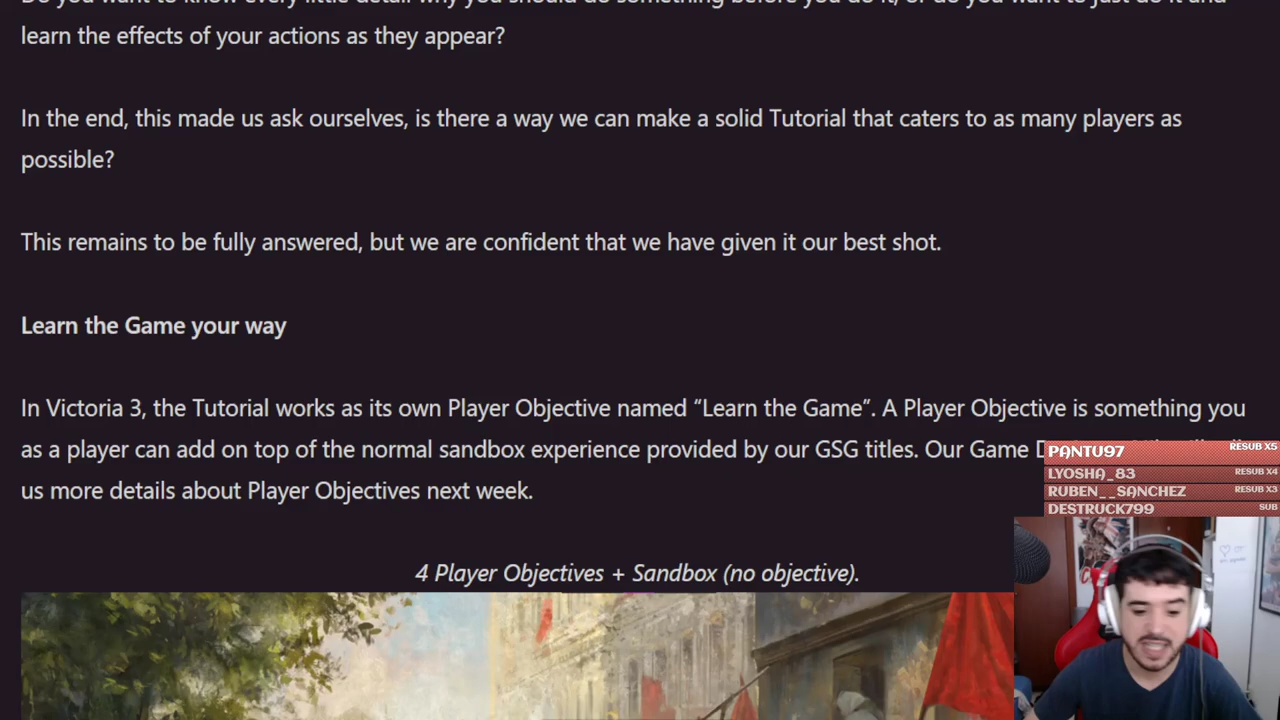 learn the effects of your actions as they appear?
In the end, this made us ask ourselves, is there a way we can make a solid Tutorial that caters to as many players as
possible?
This remains to be fully answered, but we are confident that we have given it our best shot.
Learn the Game your way
In Victoria 3, the Tutorial works as its own Player Objective named “Learn the Game”. A Player Objective is something you
as a player can add on top of the normal sandbox experience provided by our GSG titles. Our Game
us more details about Player Objectives next week.
4 Player Objectives + Sandbox (no objective).
PANTU97 RESUB X5
LYOSHA_83 RESUB X4
RUBEN__SANCHEZ RESUB X3
DESTRUCK799 SUB